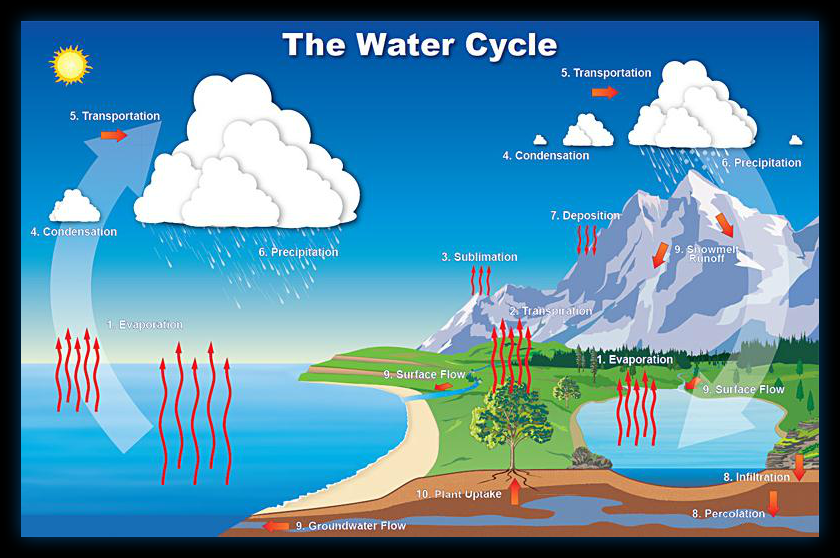 The Water Cycle
5. Transportation
5. Transportation
4. Condensation
6. Precipitation
7. Deposition
4. Condensation
6. Precipitation
9. Snowmelt
Runoff
3. Sublimation
2. Transpiration
1. Evaporation
1. Evaporation
9. Surface Flow
9. Surface Flow
8. Infiltration
10. Plant Uptake
8. Percolation
9. Groundwater Flow